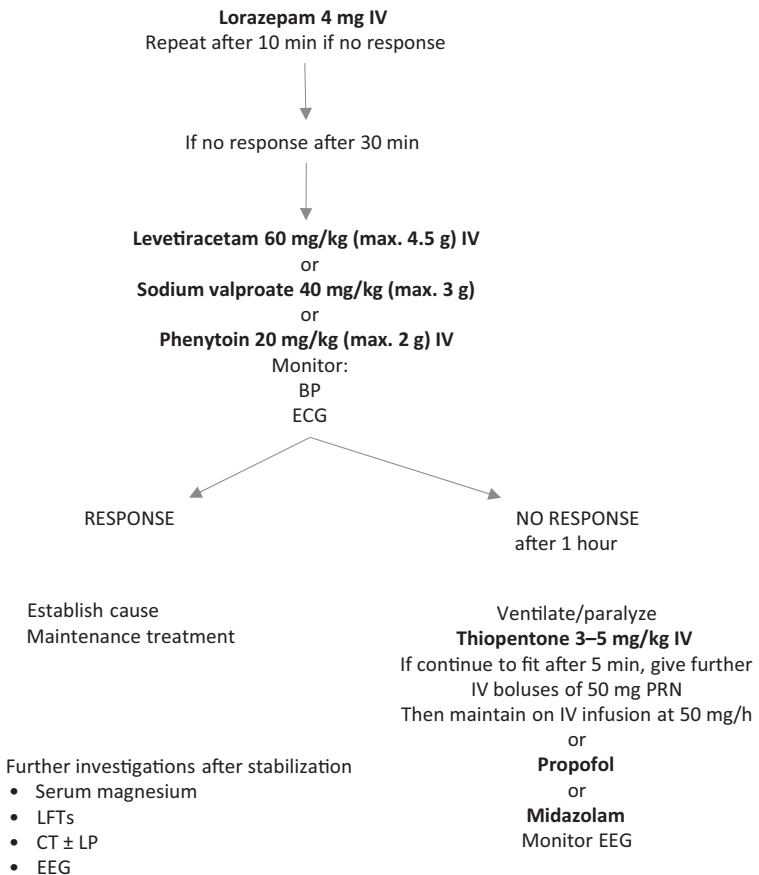 Lorazepam 4 mg IV
Repeat after 10 min if no response
If no response after 30 min
Levetiracetam 60 mg/kg (max. 4.5 g) IV
or
Sodium valproate 40 mg/kg (max. 3 g)
or
Phenytoin 20 mg/kg (max. 2 g) IV
Monitor:
BP
ECG
RESPONSE
Establish cause
Maintenance treatment
Further investigations after stabilization
• Serum magnesium
• LFTs
• CT ± LP
• EEG
NO RESPONSE
after 1 hour
Ventilate/paralyze
Thiopentone 3–5 mg/kg IV
If continue to fit after 5 min, give further
IV boluses of 50 mg PRN
Then maintain on IV infusion at 50 mg/h
or
Propofol
or
Midazolam
Monitor EEG